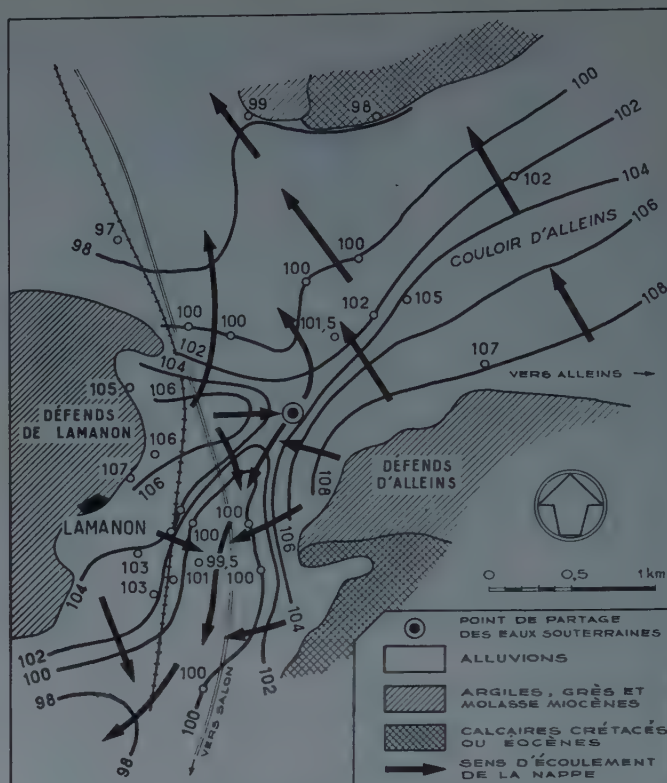 99
98
100
102
102
104
106
COULOIR D'ALLEINS
108
97
98
100
100
100
100
101,5
102
105
102
104
106
105
107
VERS ALLEINS
DÉFENDS
DE LAMANON
106
107
106
108
DÉFENDS
D'ALLEINS
LAMANON
100
100
106
99,5
103
101
100
103
104
104
102
100
102
98
100
100
VERS SALON
0
0,5
1 km
POINT DE PARTAGE
DES EAUX SOUTERRAINES
ALLUVIONS
ARGILES, GRÈS ET
MOLASSE MIOCÈNES
CALCAIRES CRÉTACÉS
OU ÉOCÈNES
SENS D'ÉCOULEMENT
DE LA NAPPE